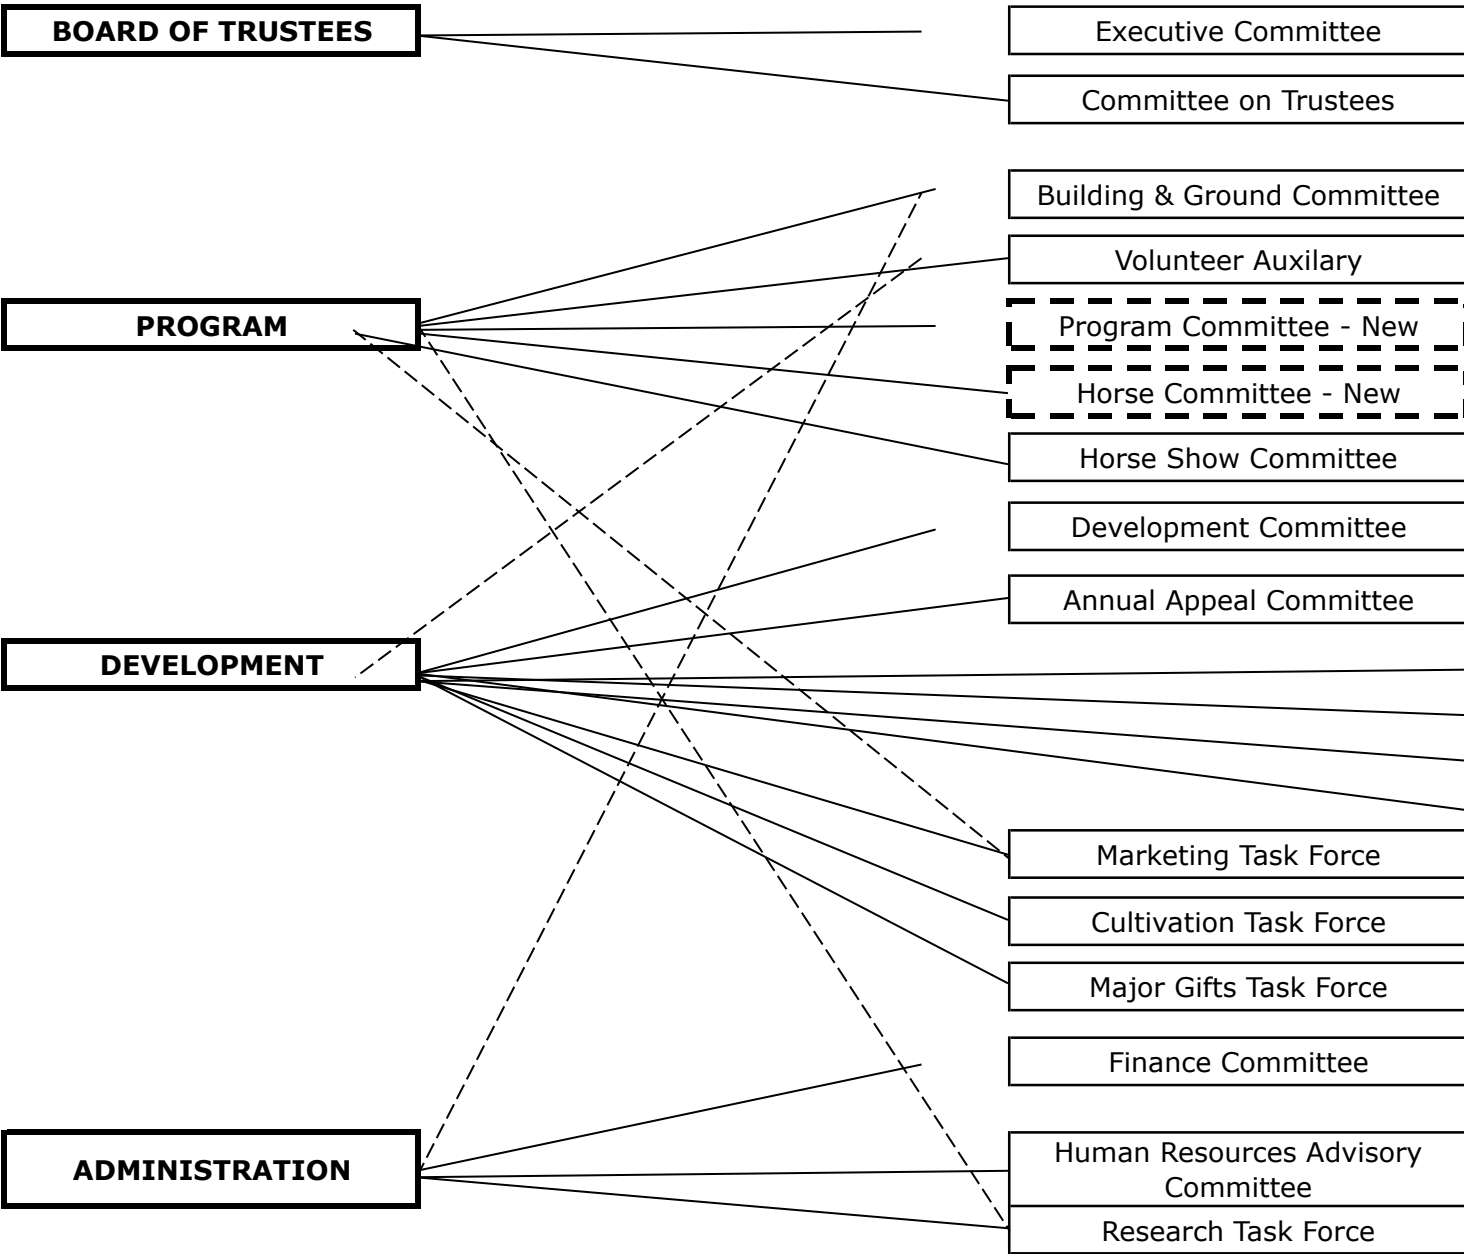 BOARD OF TRUSTEES
Executive Committee
Committee on Trustees
Building & Ground Committee
Volunteer Auxilary
PROGRAM
Program Committee - New
Horse Committee - New
Horse Show Committee
Development Committee
Annual Appeal Committee
DEVELOPMENT
Marketing Task Force
Cultivation Task Force
Major Gifts Task Force
Finance Committee
ADMINISTRATION
Human Resources Advisory
Committee
Research Task Force